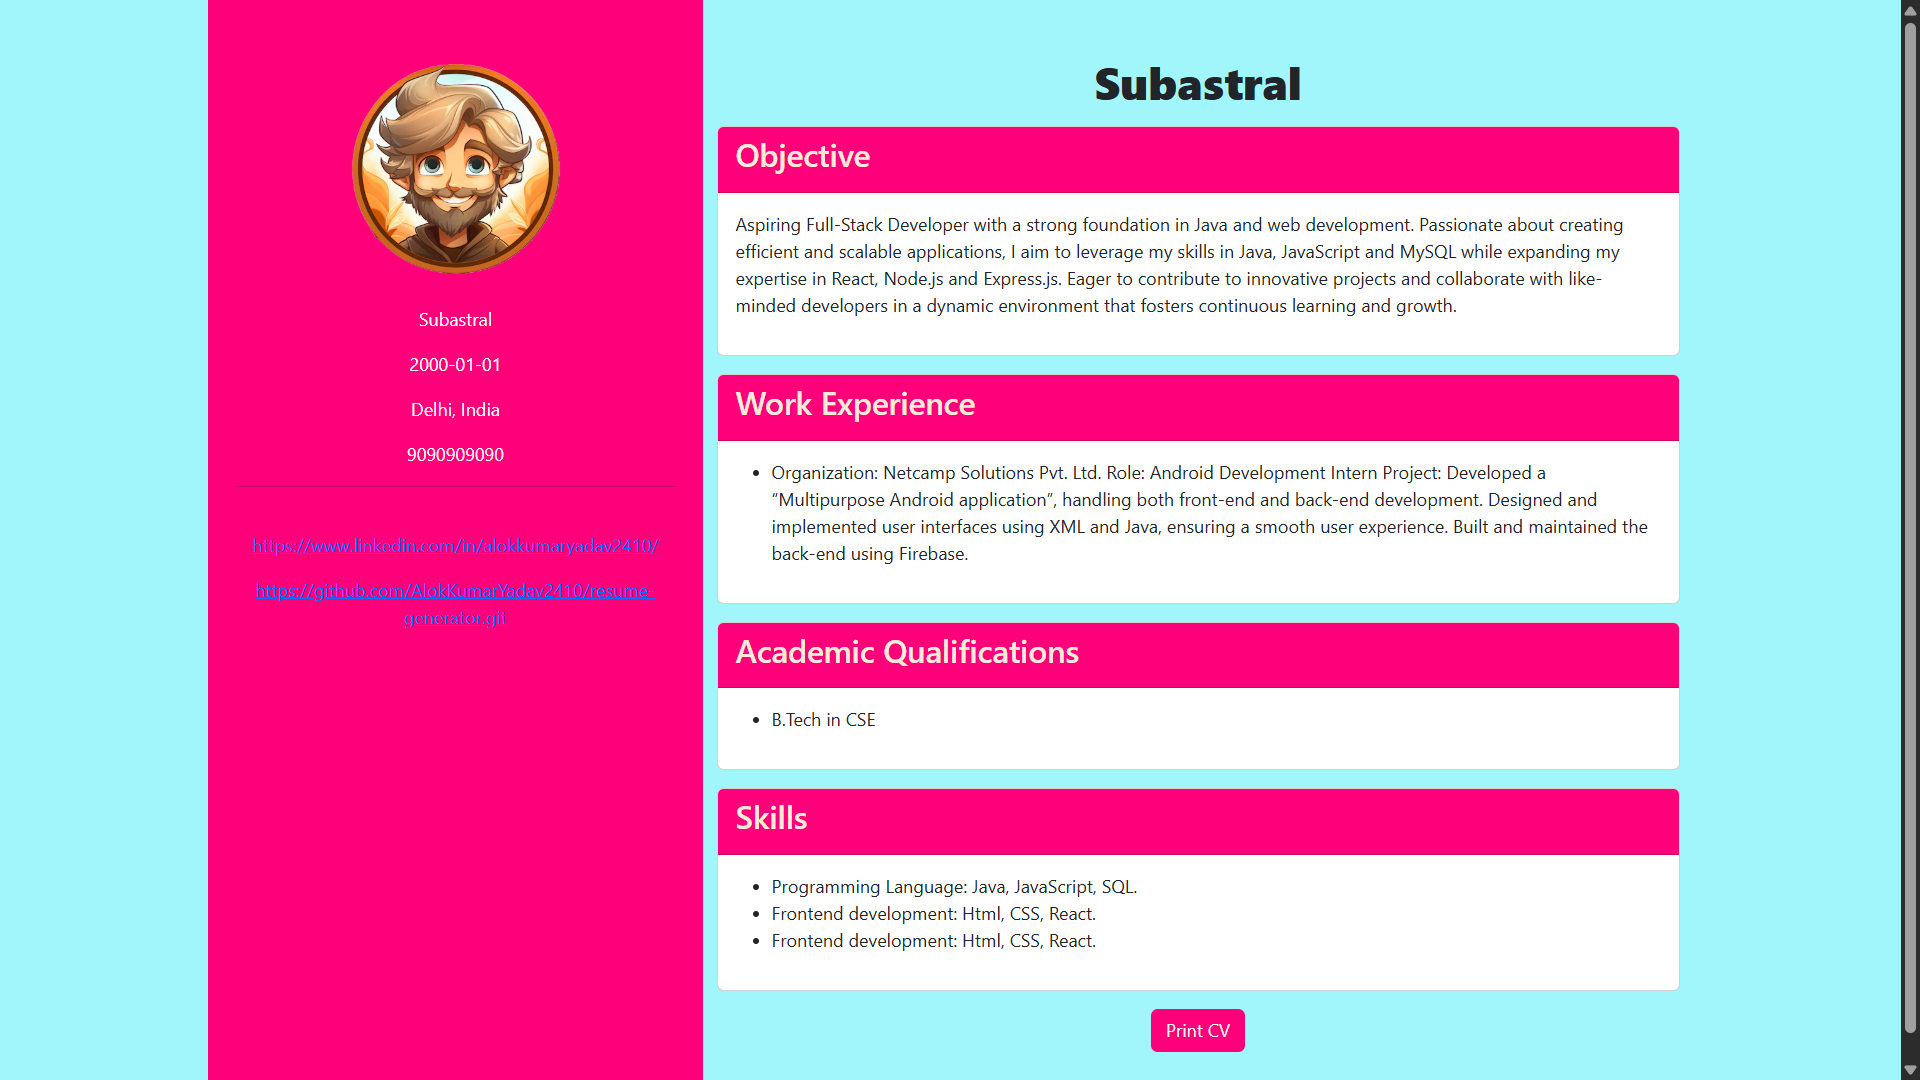 Subastral
2000-01-01
Delhi, India
9090909090
https://www.linkedin.com/in/alokkumaryadav2410/
https://github.com/AlokKumarYadav2410/resume-
generator.git
Subastral
Objective
Aspiring Full-Stack Developer with a strong foundation in Java and web development. Passionate about creating
efficient and scalable applications, I aim to leverage my skills in Java, JavaScript and MySQL while expanding my
expertise in React, Node.js and Express.js. Eager to contribute to innovative projects and collaborate with like-
minded developers in a dynamic environment that fosters continuous learning and growth.
Work Experience
• Organization: Netcamp Solutions Pvt. Ltd. Role: Android Development Intern Project: Developed a
“Multipurpose Android application”, handling both front-end and back-end development. Designed and
implemented user interfaces using XML and Java, ensuring a smooth user experience. Built and maintained the
back-end using Firebase.
Academic Qualifications
• B.Tech in CSE
Skills
• Programming Language: Java, JavaScript, SQL.
• Frontend development: Html, CSS, React.
• Frontend development: Html, CSS, React.
Print CV